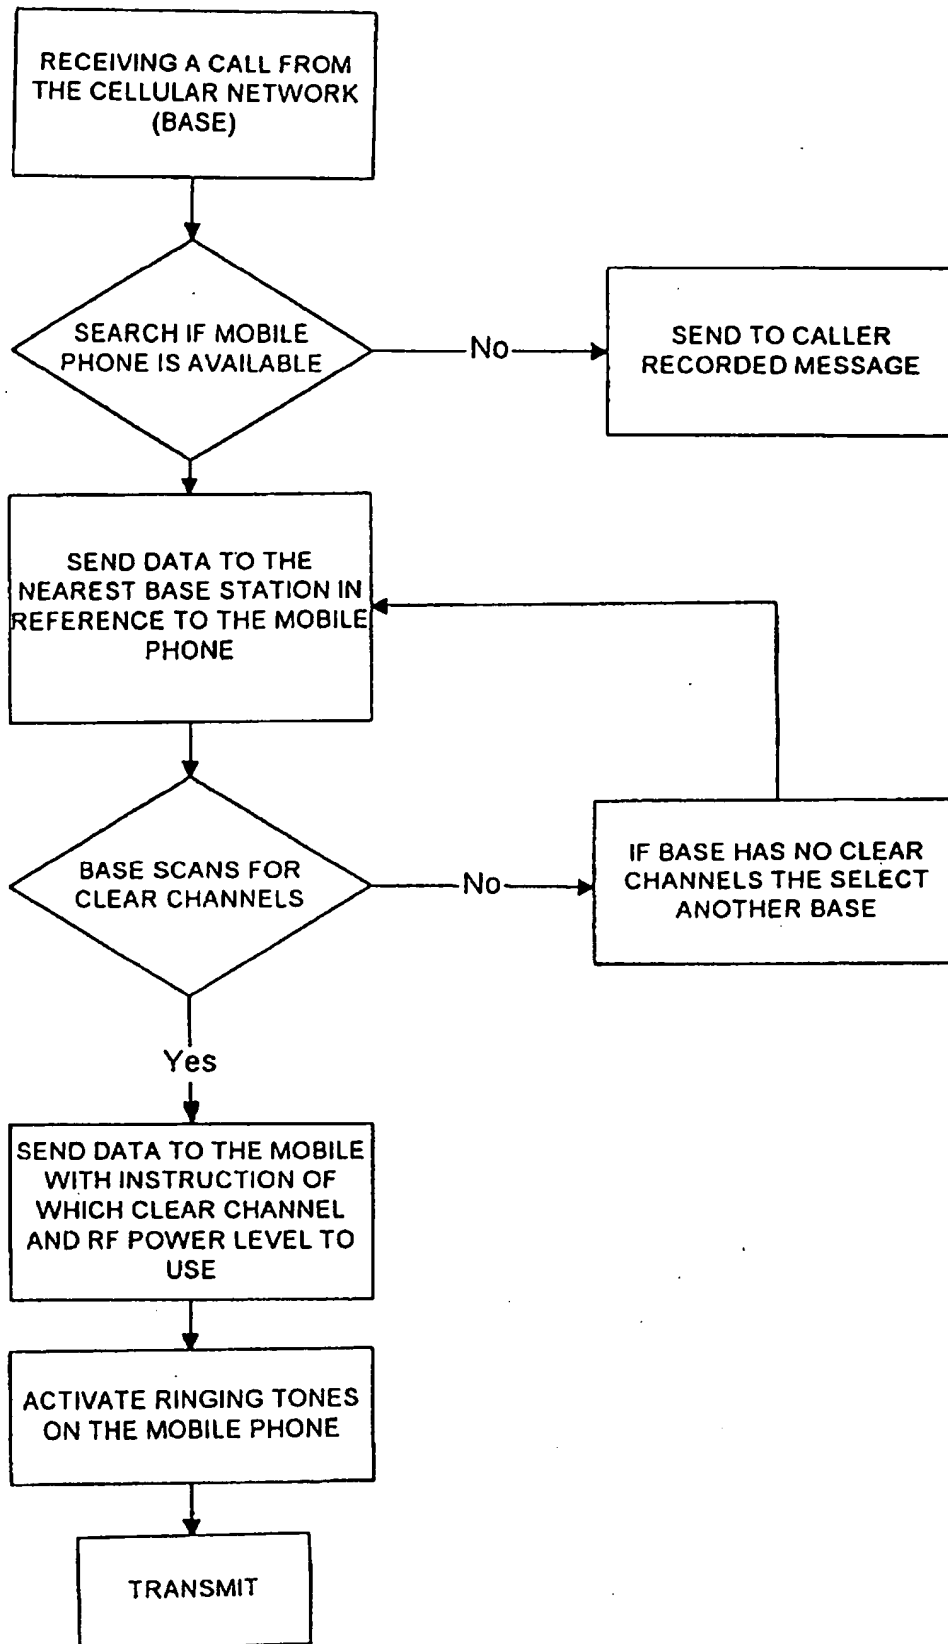 RECEIVING A CALL FROM
THE CELLULAR NETWORK
(BASE)
SEARCH IF MOBILE
PHONE IS AVAILABLE
No
SEND TO CALLER
RECORDED MESSAGE
SEND DATA TO THE
NEAREST BASE STATION IN
REFERENCE TO THE MOBILE
PHONE
BASE SCANS FOR
CLEAR CHANNELS
No
IF BASE HAS NO CLEAR
CHANNELS THE SELECT
ANOTHER BASE
Yes
SEND DATA TO THE MOBILE
WITH INSTRUCTION OF
WHICH CLEAR CHANNEL
AND RF POWER LEVEL TO
USE
ACTIVATE RINGING TONES
ON THE MOBILE PHONE
TRANSMIT